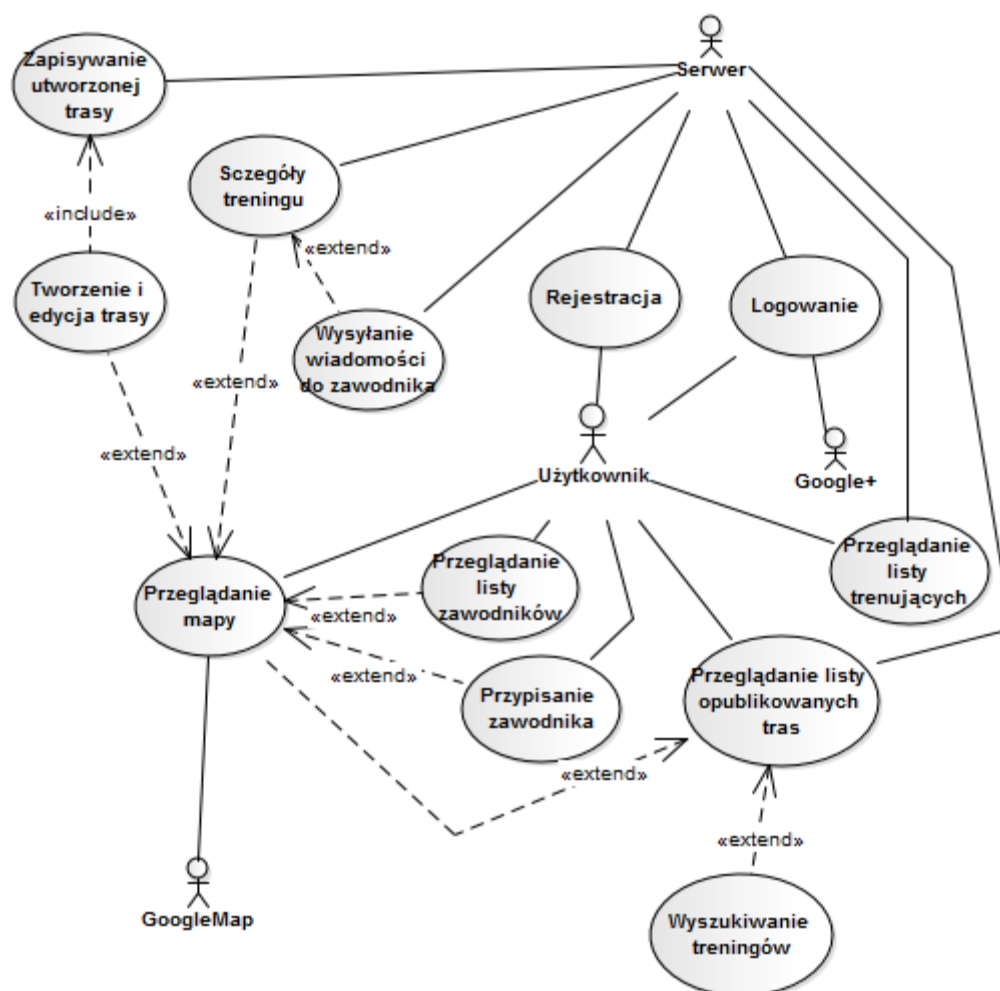 Zapisywanie
utworzonej
trasy
Serwer
Sczegóły
treningu
«include»
«extend»
Tworzenie i
edycja trasy
Rejestracja
Logowanie
Wysyłanie
wiadomości
do zawodnika
«extend»
«extend»
Użytkownik
Google+
Przeglądanie
mapy
Przeglądanie
listy
zawodników
Przeglądanie
listy
trenujących
«extend»
«extend»
Przypisanie
zawodnika
Przeglądanie listy
opublikowanych
tras
«extend»
«extend»
GoogleMap
Wyszukiwanie
treningów